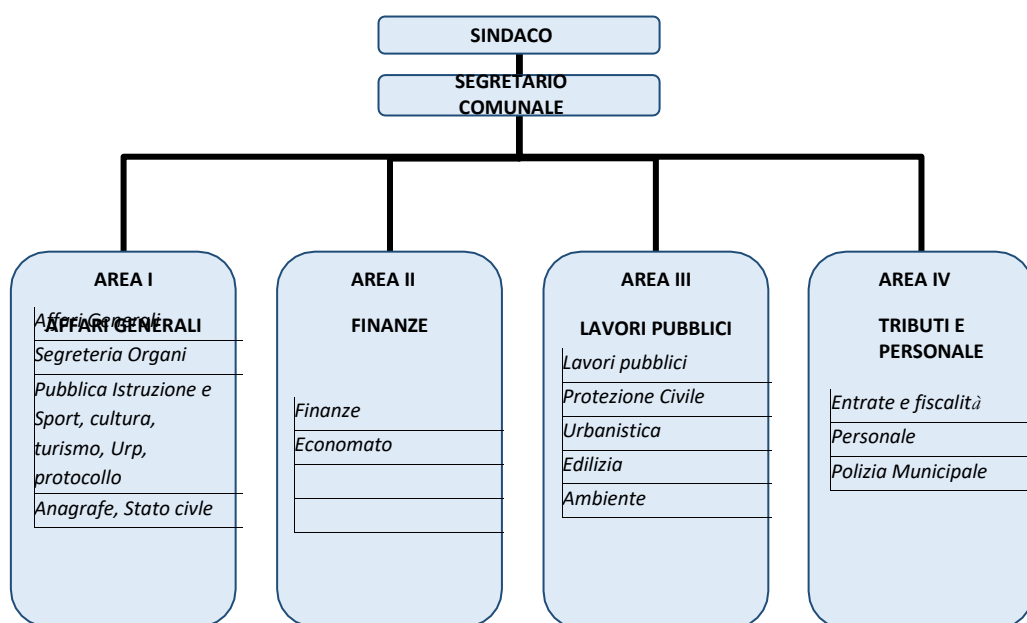 SINDACO
SEGRETARIO
COMUNALE
AREA I
AFFARI GENERALI
Affari Generali
Segreteria Organi
Pubblica Istruzione e
Sport, cultura,
turismo, Urp,
protocollo
Anagrafe, Stato civle
AREA II
FINANZE
Finanze
Economato
AREA III
LAVORI PUBBLICI
Lavori pubblici
Protezione Civile
Urbanistica
Edilizia
Ambiente
AREA IV
TRIBUTI E
PERSONALE
Entrate e fiscalità
Personale
Polizia Municipale